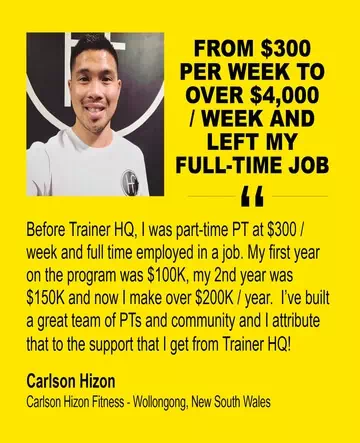 FROM $300
PER WEEK TO
OVER $4,000
/ WEEK AND
LEFT MY
FULL-TIME JOB
“
Before Trainer HQ, I was part-time PT at $300 /
week and full time employed in a job. My first year
on the program was $100K, my 2nd year was
$150K and now I make over $200K / year.  I’ve built
a great team of PTs and community and I attribute
that to the support that I get from Trainer HQ!
Carlson Hizon
Carlson Hizon Fitness - Wollongong, New South Wales